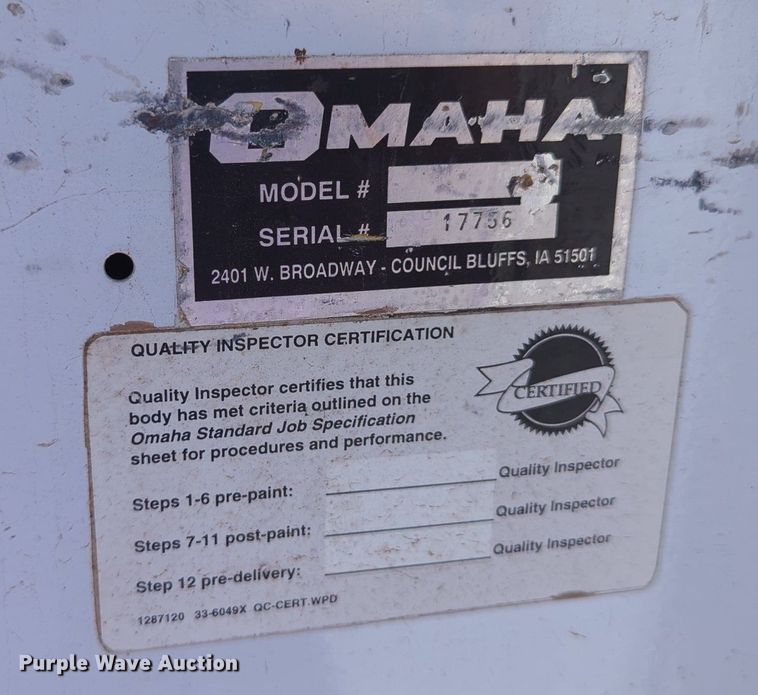 OMAHA
MODEL #
SERIAL # 17756
2401 W. BROADWAY - COUNCIL BLUFFS, IA 51501
QUALITY INSPECTOR CERTIFICATION
Quality Inspector certifies that this
body has met criteria outlined on the
Omaha Standard Job Specification
sheet for procedures and performance.
CERTIFIED
Steps 1-6 pre-paint: Quality Inspector
Steps 7-11 post-paint: Quality Inspector
Step 12 pre-delivery: Quality Inspector
1287120 33-6049X QC-CERT.WPD
Purple Wave Auction